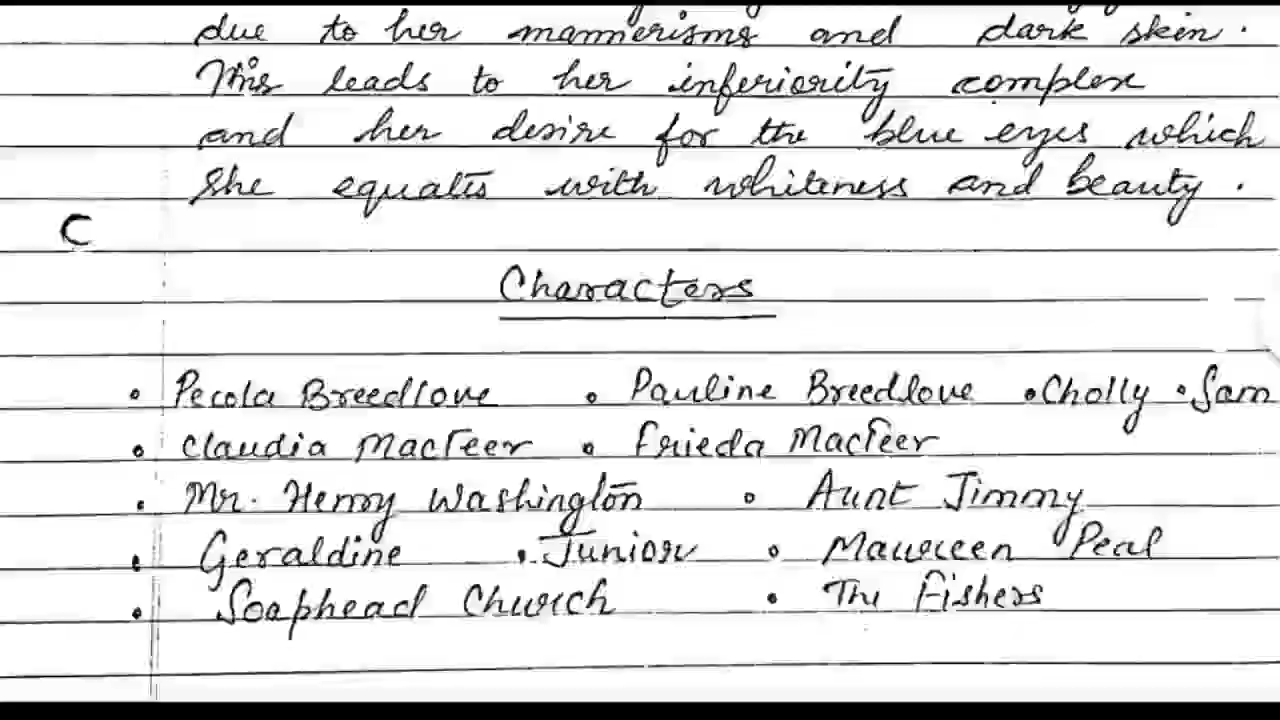 due to her mannerisms and dark skin.
This leads to her inferiority complex
and her desire for the blue eyes which
she equates with whiteness and beauty.
C
Characters
• Pecola Breedlove • Pauline Breedlove • Cholly • Sam
• Claudia MacTeer • Frieda MacTeer
• Mr. Henry Washington • Aunt Jimmy
• Geraldine • Junior • Maureen Peal
• Soaphead Church • The Fishers